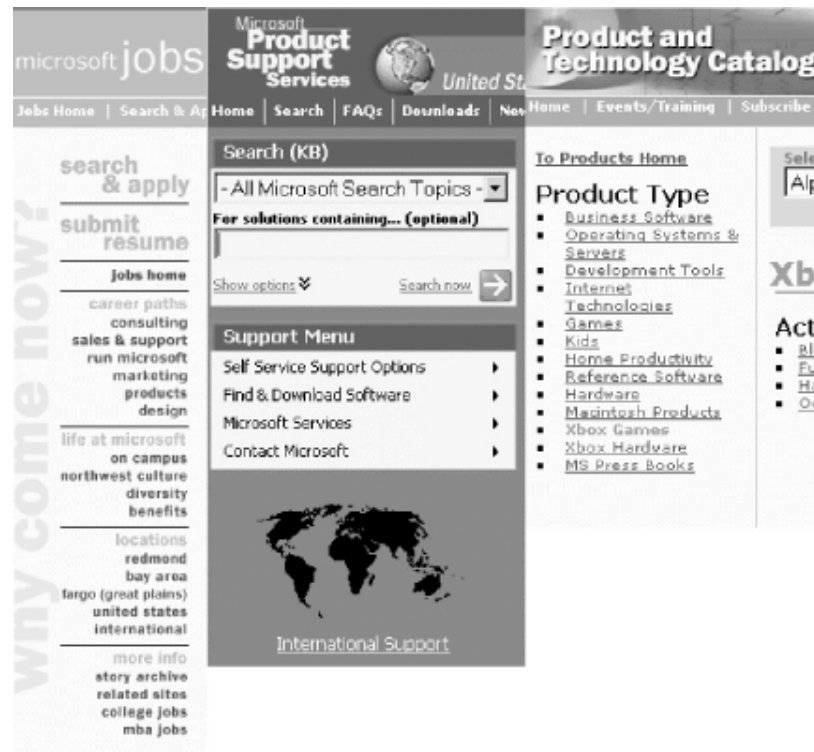 microsoft jobs
Jobs Home | Search & Ap
search
& apply
submit
resume
jobs home
career paths
consulting
sales & support
run microsoft
marketing
products
design
life at microsoft
on campus
northwest culture
diversity
benefits
locations
redmond
bay area
fargo (great plains)
united states
international
more info
story archive
related sites
college jobs
mba jobs
why come now?
Microsoft
Product
Support
Services
United St
Home | Search | FAQs | Downloads | New
Search (KB)
- All Microsoft Search Topics -
For solutions containing... (optional)
Show options
Search now
Support Menu
Self Service Support Options
Find & Download Software
Microsoft Services
Contact Microsoft
International Support
Product and
Technology Catalog
Home | Events/Training | Subscribe
To Products Home
Product Type
Business Software
Operating Systems &
Servers
Development Tools
Internet
Technologies
Games
Kids
Home Productivity
Reference Software
Hardware
Macintosh Products
Xbox Games
Xbox Hardware
MS Press Books
Sele
Alp
Xb
Act
Bl
Fu
Ha